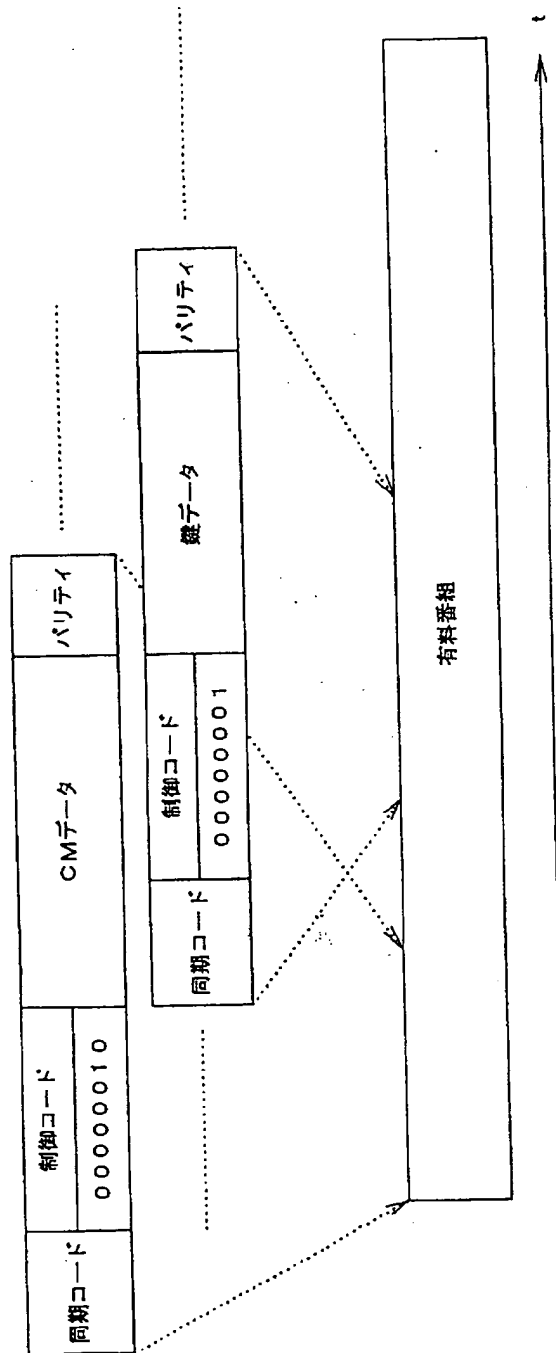 同期コード
制御コード
00000010
CMデータ
パリティ
同期コード
制御コード
00000001
鍵データ
パリティ
有料番組
t